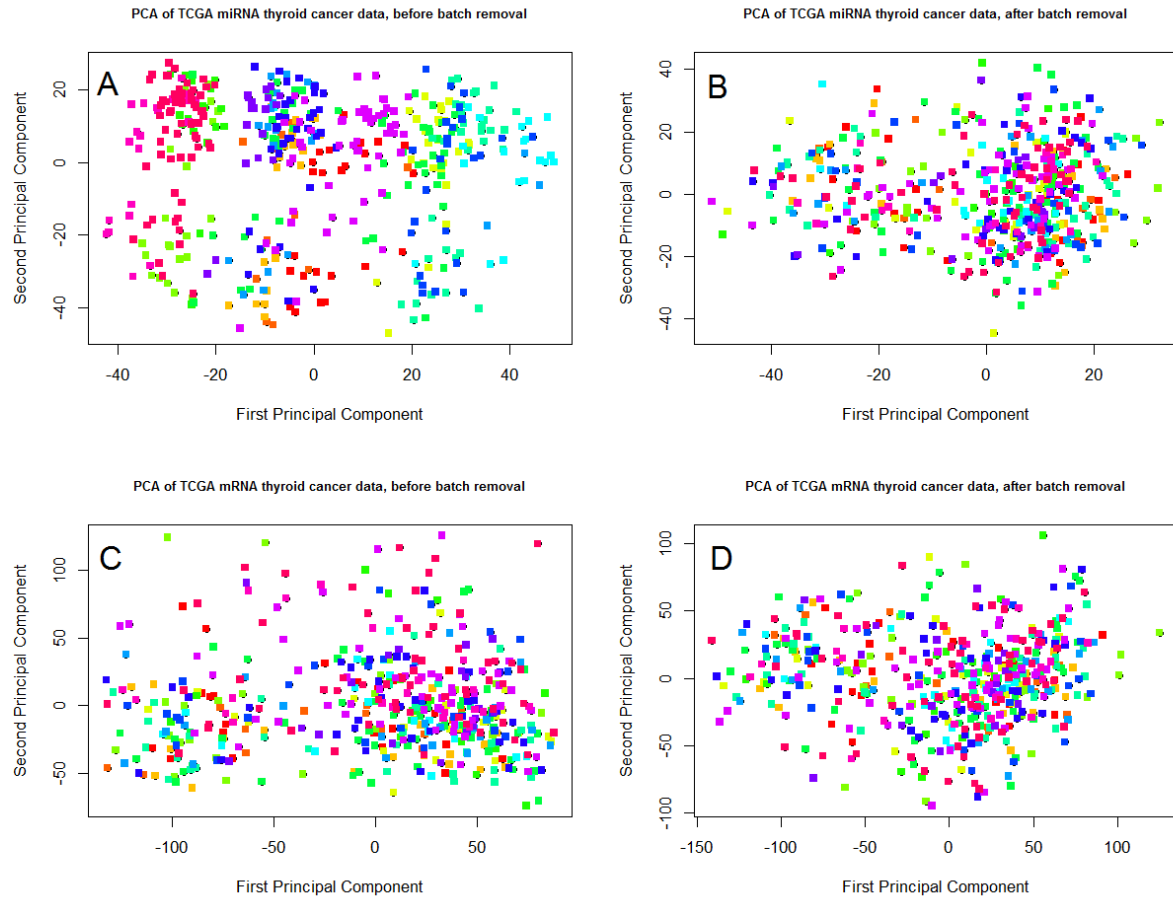 PCA of TCGA miRNA thyroid cancer data, before batch removal
A
20
0
-20
-40
Second Principal Component
-40 -20 0 20 40
First Principal Component
PCA of TCGA miRNA thyroid cancer data, after batch removal
B
40
20
0
-20
-40
Second Principal Component
-40 -20 0 20
First Principal Component
PCA of TCGA mRNA thyroid cancer data, before batch removal
C
100
50
0
-50
Second Principal Component
-100 -50 0 50
First Principal Component
PCA of TCGA mRNA thyroid cancer data, after batch removal
D
100
50
0
-50
-100
Second Principal Component
-150 -100 -50 0 50 100
First Principal Component